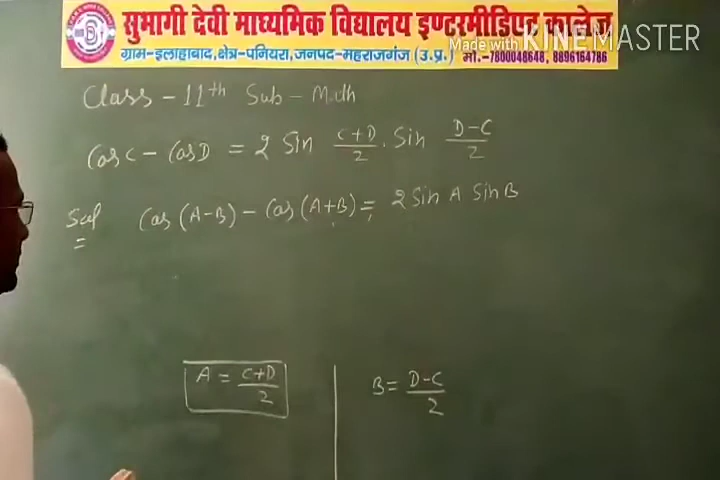 सुभागी देवी माध्यमिक विद्यालय इण्टरमीडिएट कालेज
ग्राम-इलाहाबाद,क्षेत्र-पनियरा,जनपद-महराजगंज (उ.प्र.) मो.-7800048648, 8896164786
Made with KINEMASTER
Class - 11th Sub - Math
Cos C - Cos D = 2 Sin C+D/2 . Sin D-C/2
Sol
=
Cos (A-B) - Cos (A+B) = 2 Sin A Sin B
A = C+D/2
B = D-C/2